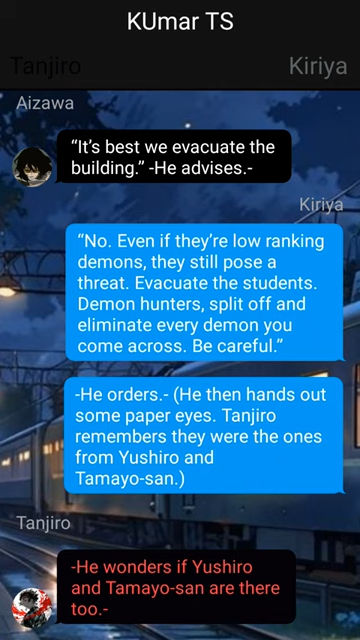 KUmar TS
Tanjiro
Kiriya
Aizawa
“It’s best we evacuate the
building.” -He advises.-
Kiriya
“No. Even if they’re low ranking
demons, they still pose a
threat. Evacuate the students.
Demon hunters, split off and
eliminate every demon you
come across. Be careful.”
-He orders.- (He then hands out
some paper eyes. Tanjiro
remembers they were the ones
from Yushiro and
Tamayo-san.)
Tanjiro
-He wonders if Yushiro
and Tamayo-san are there
too.-